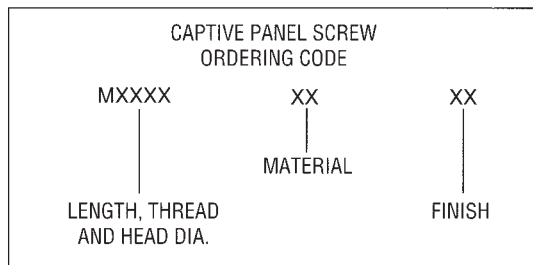 CAPTIVE PANEL SCREW
ORDERING CODE
MXXXX XX XX
MATERIAL
LENGTH, THREAD
AND HEAD DIA.
FINISH